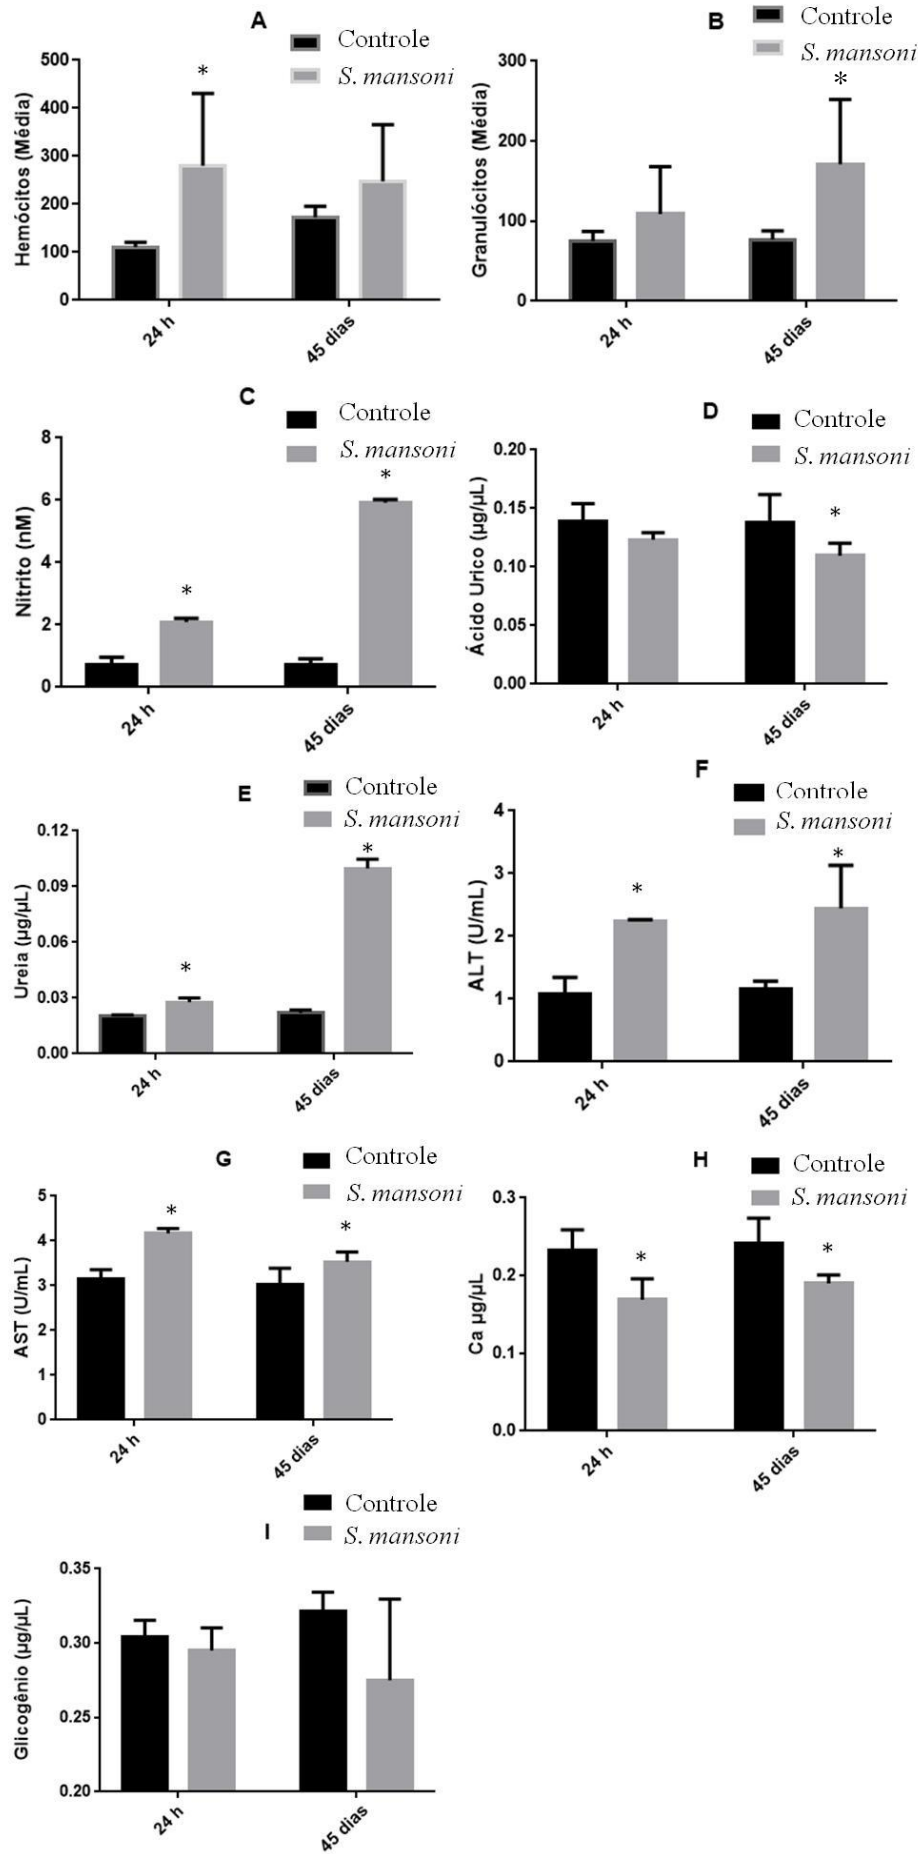 A
Controle
S. mansoni
Hemócitos (Média)
500
400
300
200
100
0
*
24 h
45 dias
B
Controle
S. mansoni
Granulócitos (Média)
300
200
100
0
*
24 h
45 dias
C
Controle
S. mansoni
Nitrito (nM)
8
6
4
2
0
*
*
24 h
45 dias
D
Controle
S. mansoni
Ácido Urico (µg/µL)
0.20
0.15
0.10
0.05
0.00
*
24 h
45 dias
E
Controle
S. mansoni
Ureia (µg/µL)
0.12
0.09
0.06
0.03
0.00
*
*
24 h
45 dias
F
Controle
S. mansoni
ALT (U/mL)
4
3
2
1
0
*
*
24 h
45 dias
G
Controle
S. mansoni
AST (U/mL)
5
4
3
2
1
0
*
*
24 h
45 dias
H
Controle
S. mansoni
Ca µg/µL
0.3
0.2
0.1
0.0
*
*
24 h
45 dias
I
Controle
S. mansoni
Glicogênio (µg/µL)
0.35
0.30
0.25
0.20
24 h
45 dias